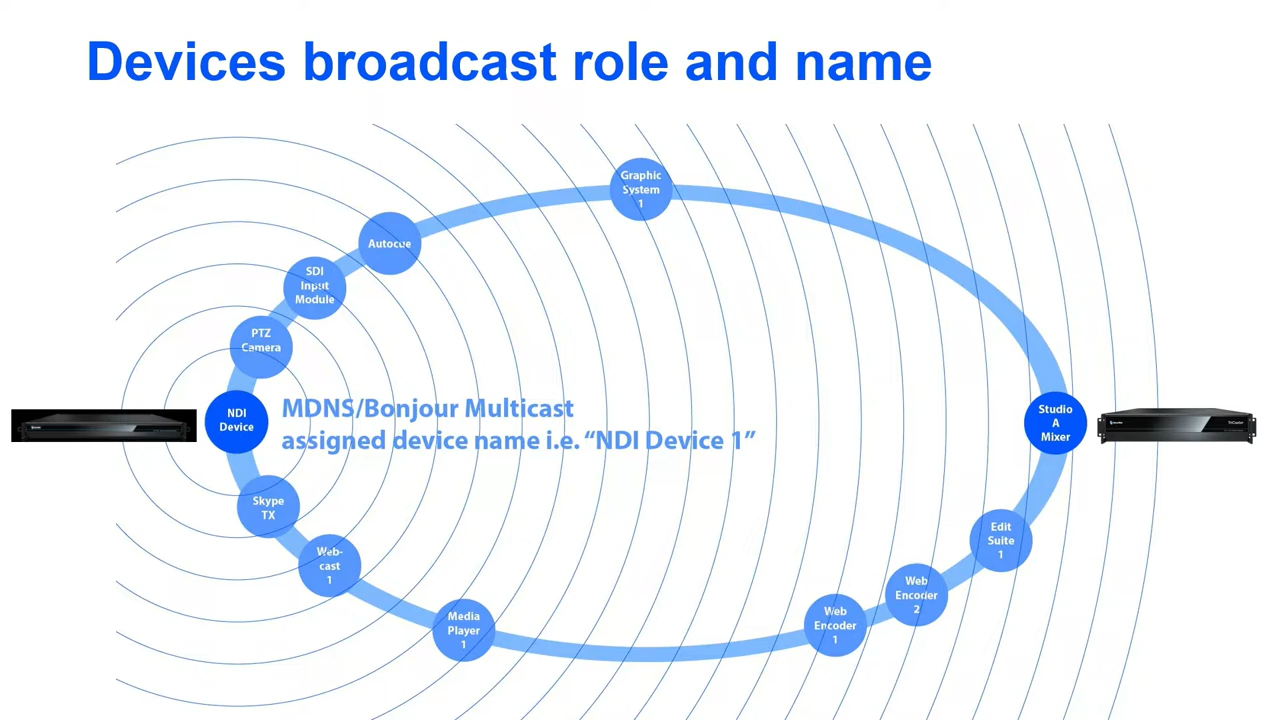 Devices broadcast role and name
Graphic
System
1
Autocue
SDI
Input
Module
PTZ
Camera
NDI
Device
MDNS/Bonjour Multicast
assigned device name i.e. “NDI Device 1”
Studio
A
Mixer
Skype
TX
Web-
cast
1
Media
Player
1
Web
Encoder
1
Web
Encoder
2
Edit
Suite
1